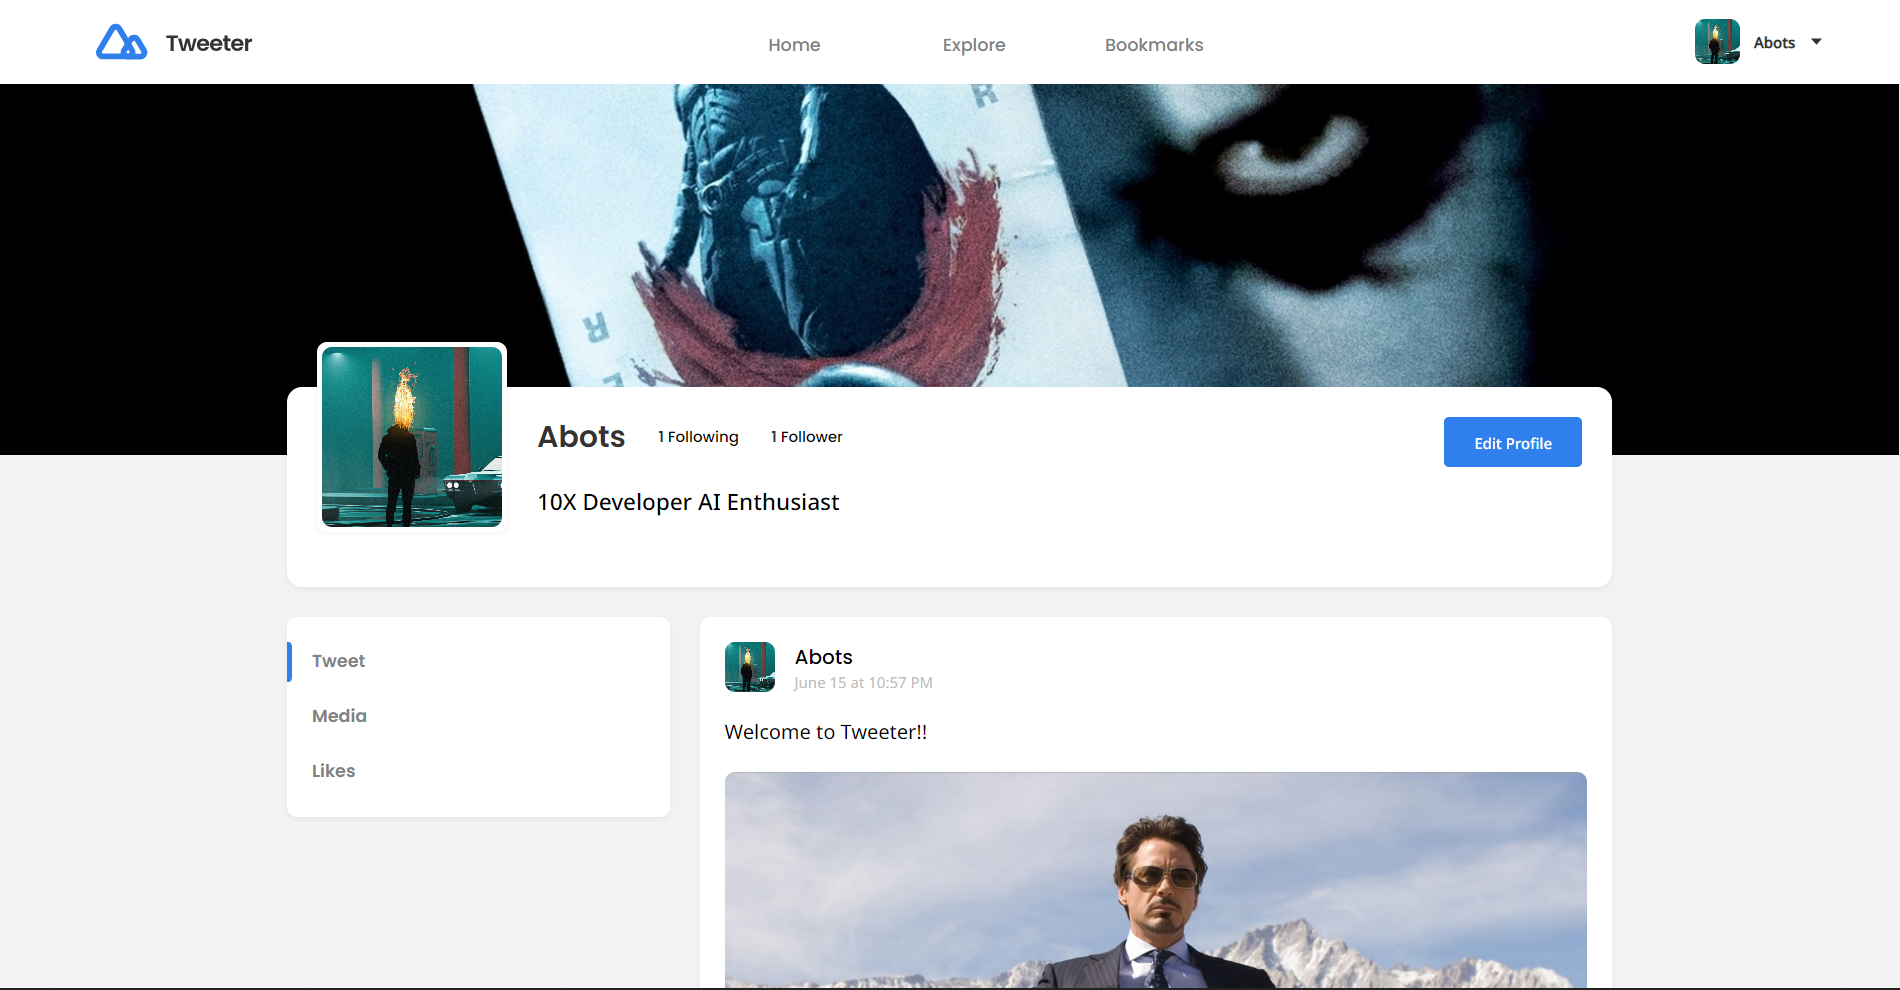 Tweeter
Home
Explore
Bookmarks
Abots
R
R
Abots
1 Following
1 Follower
Edit Profile
10X Developer AI Enthusiast
Tweet
Media
Likes
Abots
June 15 at 10:57 PM
Welcome to Tweeter!!